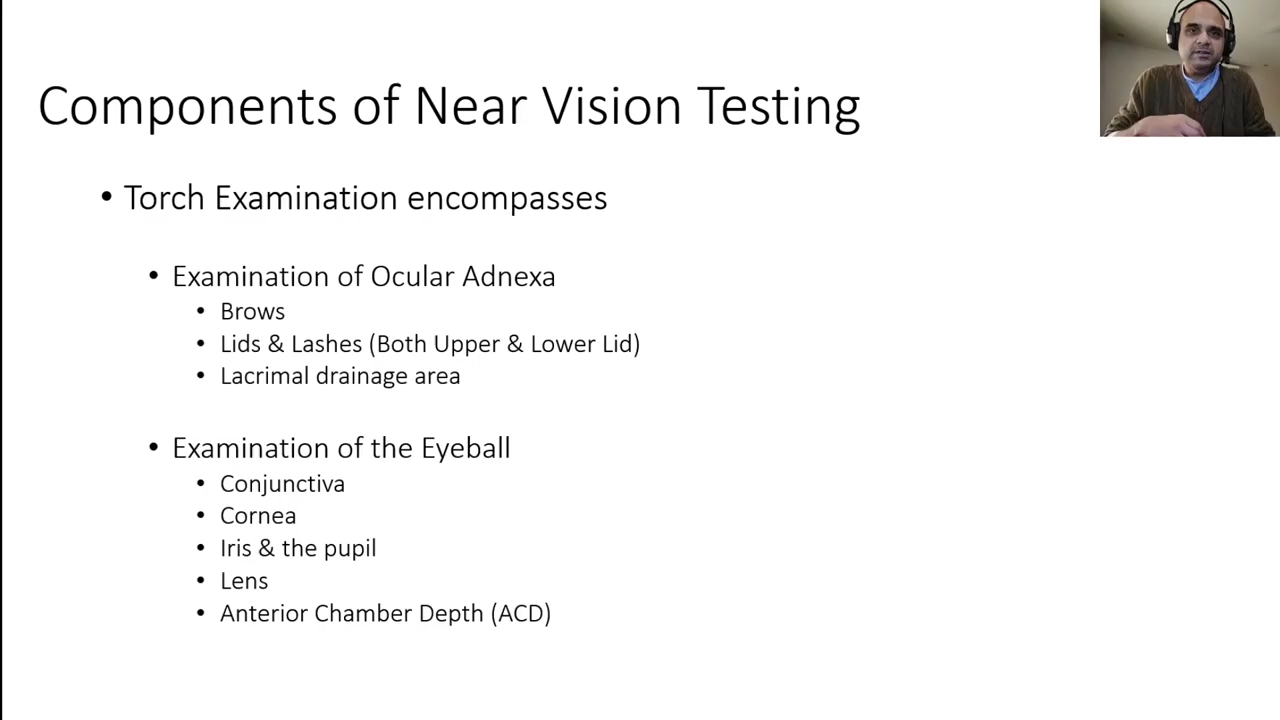 Components of Near Vision Testing
• Torch Examination encompasses
• Examination of Ocular Adnexa
• Brows
• Lids & Lashes (Both Upper & Lower Lid)
• Lacrimal drainage area
• Examination of the Eyeball
• Conjunctiva
• Cornea
• Iris & the pupil
• Lens
• Anterior Chamber Depth (ACD)